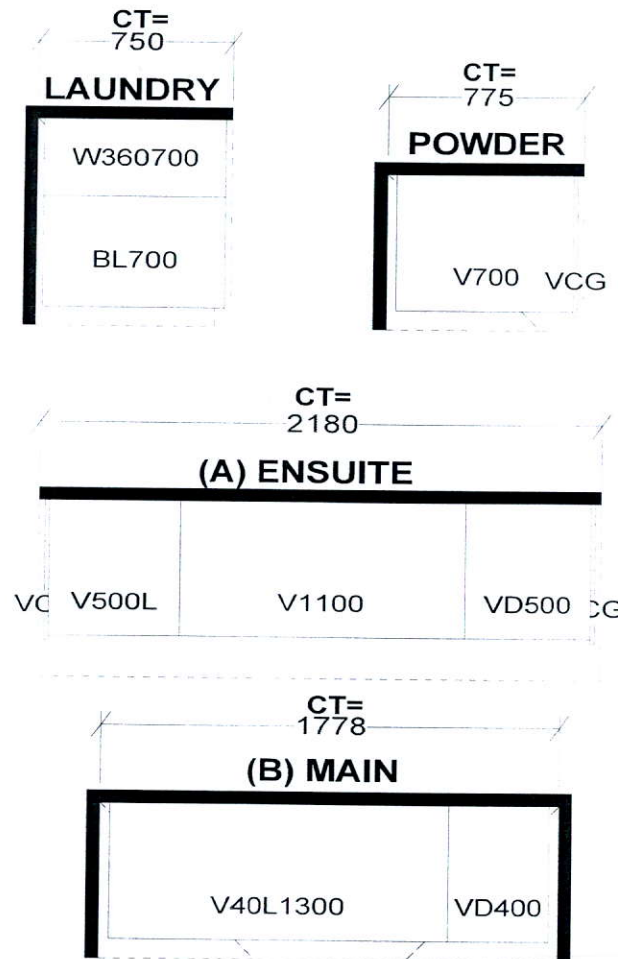 CT=
750
LAUNDRY
W360700
BL700
CT=
775
POWDER
V700
VCG
CT=
2180
(A) ENSUITE
V500L
V1100
VD500
CT=
1778
(B) MAIN
V40L1300
VD400